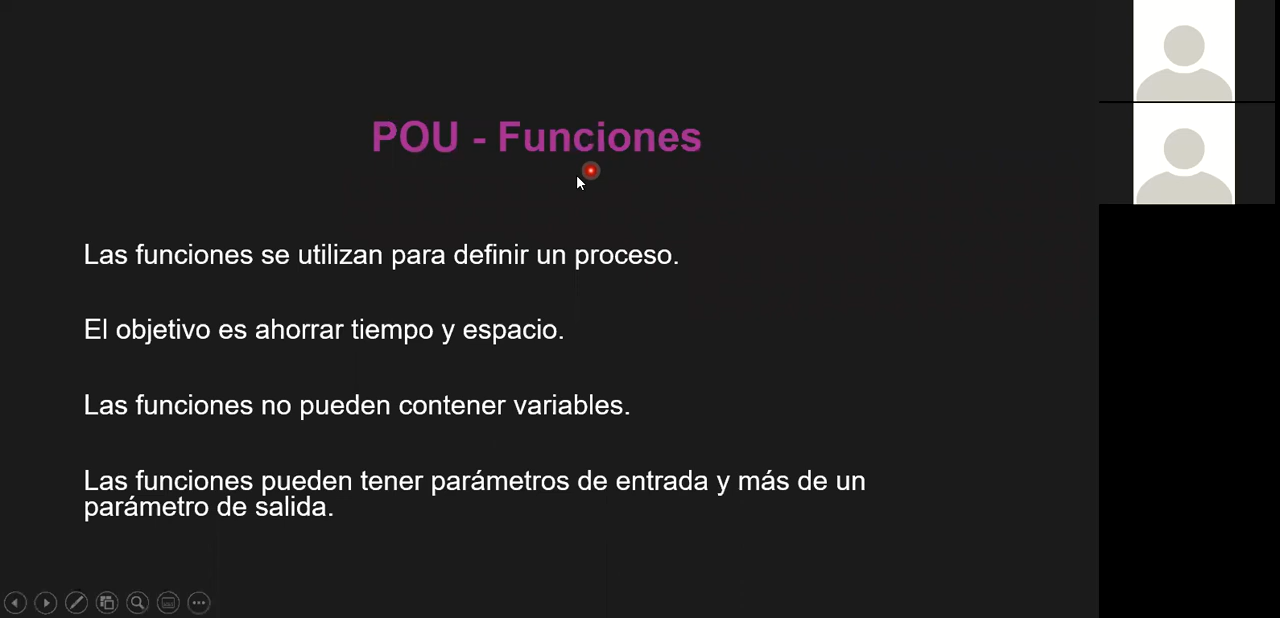 POU - Funciones
Las funciones se utilizan para definir un proceso.
El objetivo es ahorrar tiempo y espacio.
Las funciones no pueden contener variables.
Las funciones pueden tener parámetros de entrada y más de un
parámetro de salida.